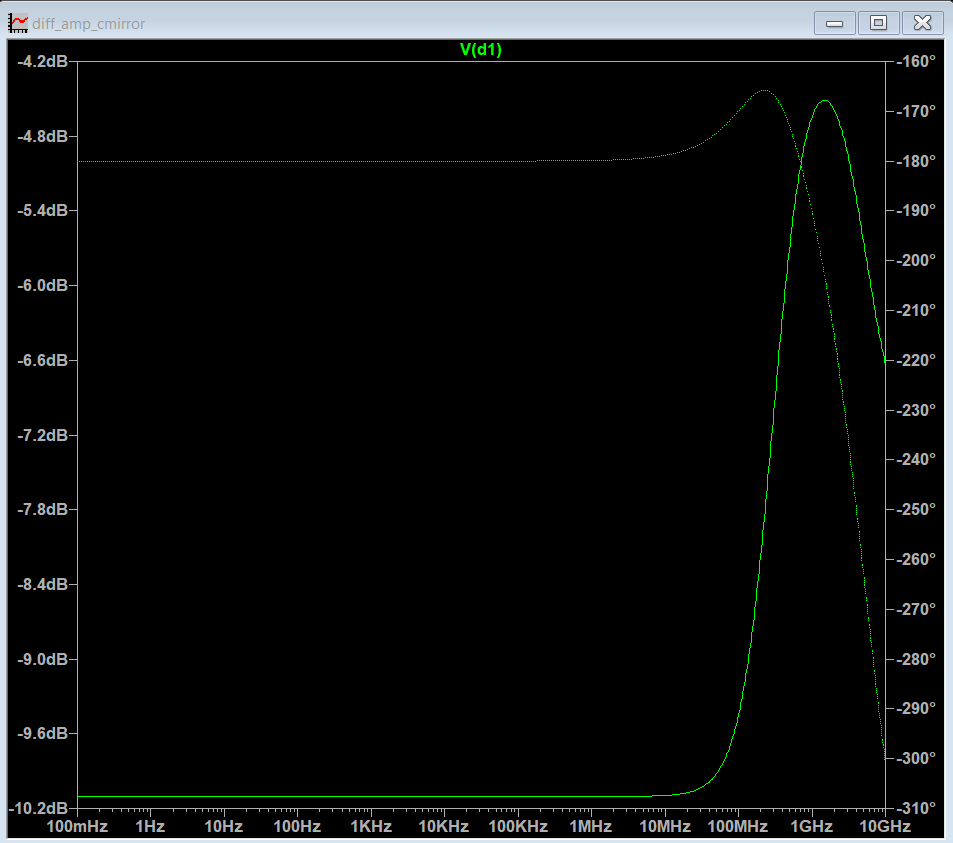 diff_amp_cmirror
V(d1)
-4.2dB
-4.8dB
-5.4dB
-6.0dB
-6.6dB
-7.2dB
-7.8dB
-8.4dB
-9.0dB
-9.6dB
-10.2dB
-160°
-170°
-180°
-190°
-200°
-210°
-220°
-230°
-240°
-250°
-260°
-270°
-280°
-290°
-300°
-310°
100mHz 1Hz 10Hz 100Hz 1KHz 10KHz 100KHz 1MHz 10MHz 100MHz 1GHz 10GHz